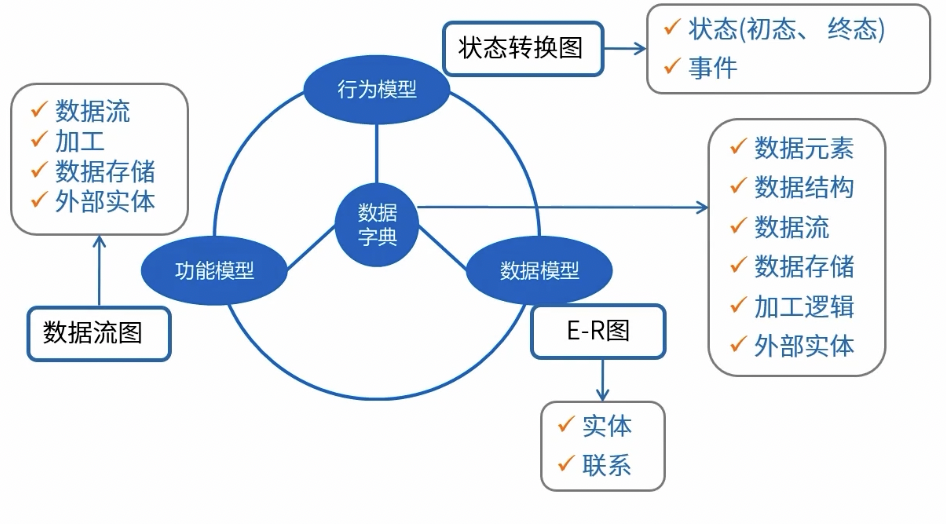 状态转换图
✓ 状态(初态、 终态)
✓ 事件
行为模型
✓ 数据流
✓ 加工
✓ 数据存储
✓ 外部实体
数据
字典
✓ 数据元素
✓ 数据结构
✓ 数据流
✓ 数据存储
✓ 加工逻辑
✓ 外部实体
功能模型
数据模型
数据流图
E-R图
✓ 实体
✓ 联系